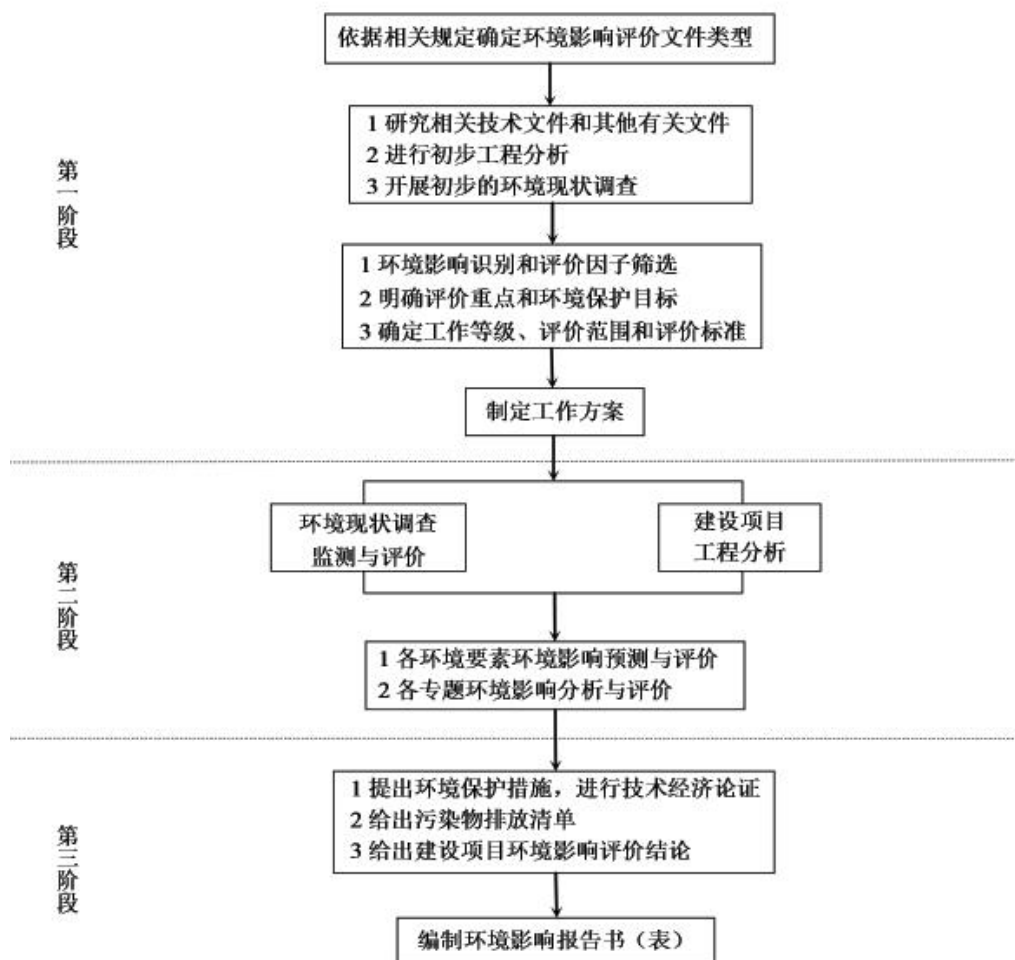 依据相关规定确定环境影响评价文件类型
1 研究相关技术文件和其他有关文件
2 进行初步工程分析
3 开展初步的环境现状调查
第一阶段
1 环境影响识别和评价因子筛选
2 明确评价重点和环境保护目标
3 确定工作等级、评价范围和评价标准
制定工作方案
环境现状调查
监测与评价
建设项目
工程分析
第二阶段
1 各环境要素环境影响预测与评价
2 各专题环境影响分析与评价
1 提出环境保护措施，进行技术经济论证
2 给出污染物排放清单
3 给出建设项目环境影响评价结论
第三阶段
编制环境影响报告书（表）